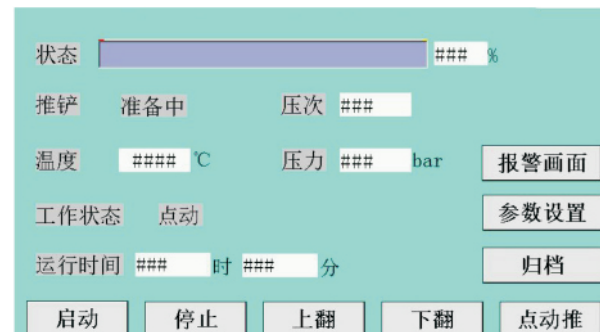 状态 ### %
推铲 准备中 压次 ###
温度 #### ℃ 压力 ### bar
报警画面
工作状态 点动
参数设置
运行时间 ### 时 ### 分
归档
启动 停止 上翻 下翻 点动推